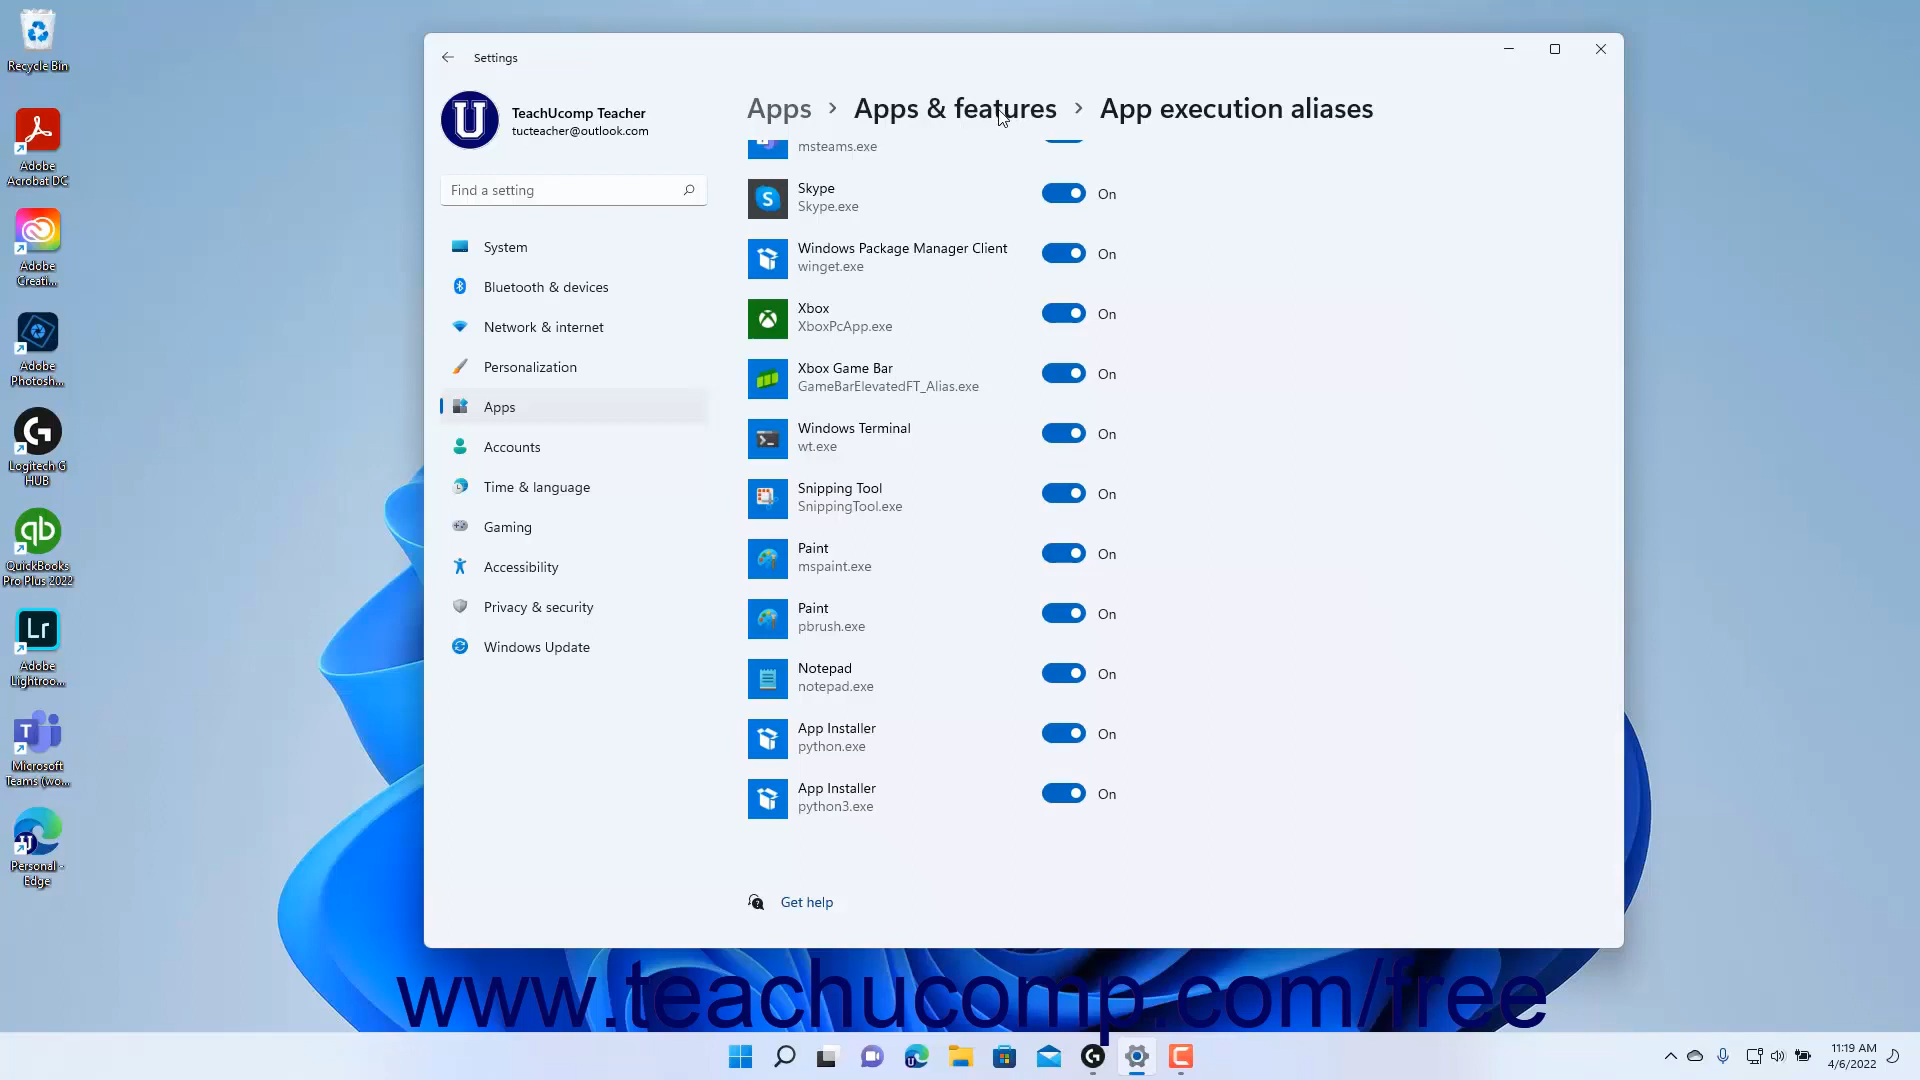 Recycle Bin
Adobe
Acrobat DC
Adobe
Creati...
Adobe
Photosh...
Logitech G
HUB
QuickBooks
Pro Plus 2022
Lr
Adobe
Lightroo...
T
Microsoft
Teams (wo...
Personal -
Edge
Settings
TeachUcomp Teacher
tucteacher@outlook.com
Find a setting
System
Bluetooth & devices
Network & internet
Personalization
Apps
Accounts
Time & language
Gaming
Accessibility
Privacy & security
Windows Update
Apps > Apps & features > App execution aliases
msteams.exe
Skype
Skype.exe
On
Windows Package Manager Client
winget.exe
On
Xbox
XboxPcApp.exe
On
Xbox Game Bar
GameBarElevatedFT_Alias.exe
On
Windows Terminal
wt.exe
On
Snipping Tool
SnippingTool.exe
On
Paint
mspaint.exe
On
Paint
pbrush.exe
On
Notepad
notepad.exe
On
App Installer
python.exe
On
App Installer
python3.exe
On
Get help
www.teachucomp.com/free
11:19 AM
4/6/2022